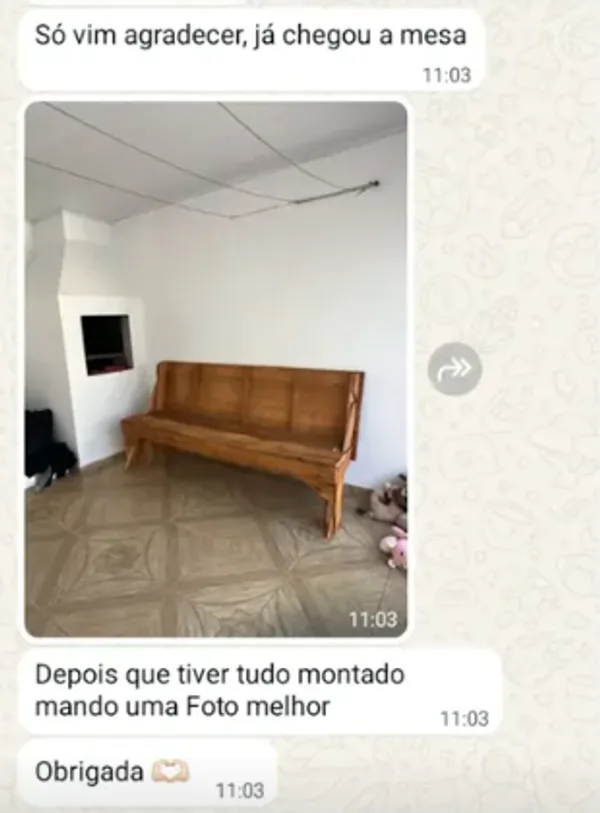 Só vim agradecer, já chegou a mesa
11:03
11:03
Depois que tiver tudo montado
mando uma Foto melhor
11:03
Obrigada 🫶🏻
11:03